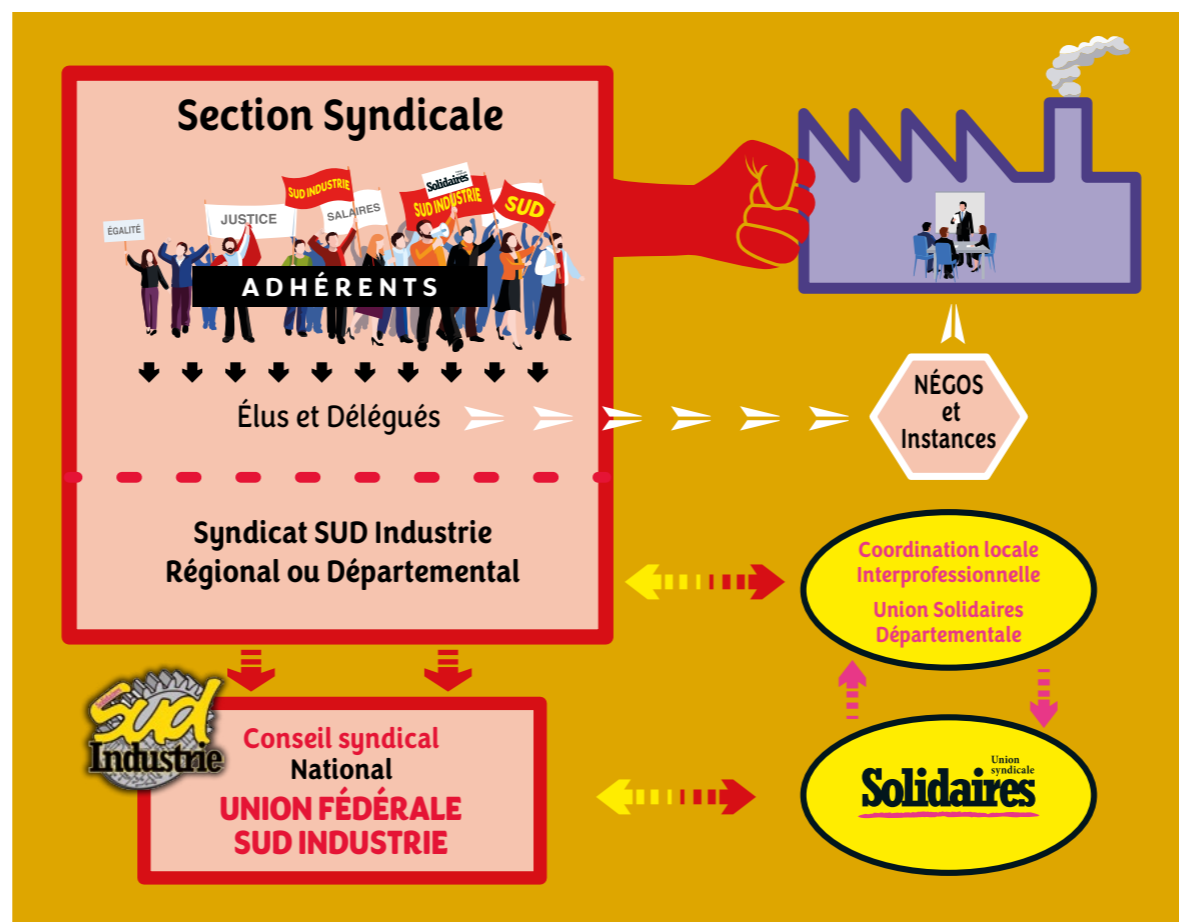 Section Syndicale
ÉGALITÉ
JUSTICE
SUD INDUSTRIE
SALAIRES
Solidaires
SUD INDUSTRIE
SUD
ADHÉRENTS
Élus et Délégués
NÉGOS
et
Instances
Syndicat SUD Industrie
Régional ou Départemental
Coordination locale
Interprofessionnelle
Union Solidaires
Départementale
Solidaires
Sud
Industrie
Conseil syndical
National
UNION FÉDÉRALE
SUD INDUSTRIE
Union
syndicale
Solidaires